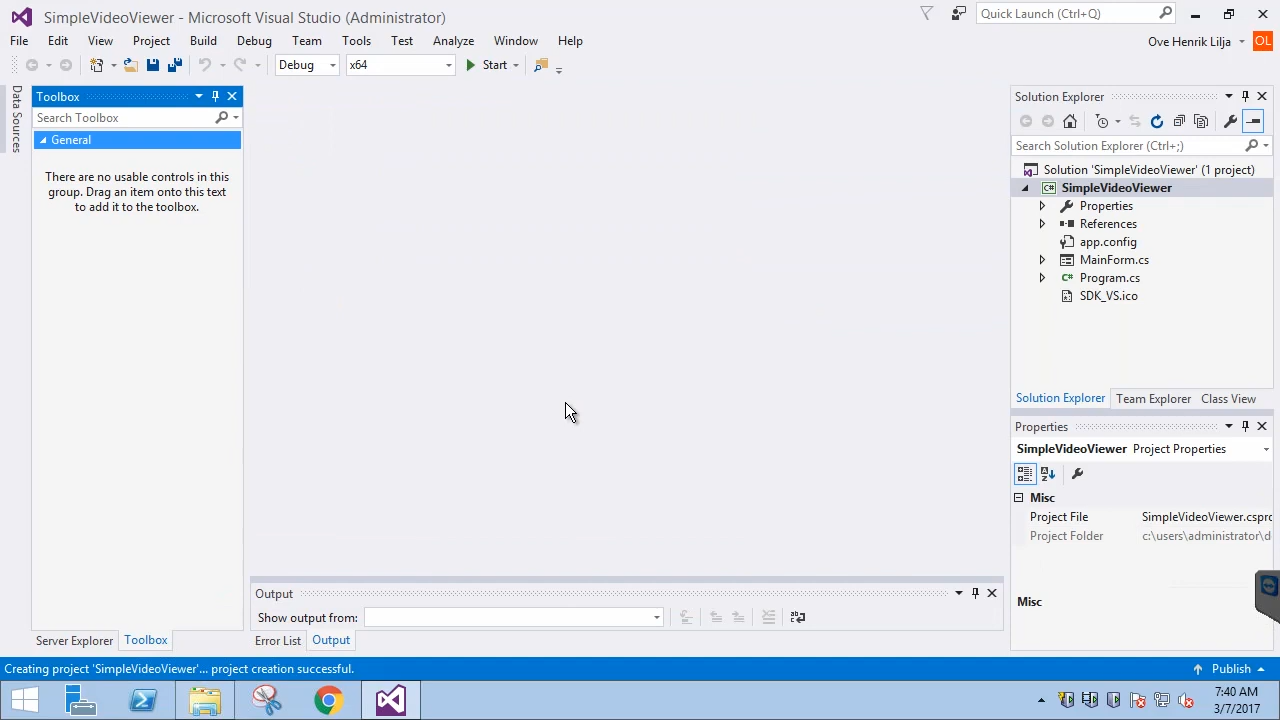 SimpleVideoViewer - Microsoft Visual Studio (Administrator)
Quick Launch (Ctrl+Q)
File Edit View Project Build Debug Team Tools Test Analyze Window Help
Ove Henrik Lilja OL
Debug x64 Start
Data Sources
Toolbox
Search Toolbox
General
There are no usable controls in this
group. Drag an item onto this text
to add it to the toolbox.
Server Explorer Toolbox
Output
Show output from:
Error List Output
Solution Explorer
Search Solution Explorer (Ctrl+;)
Solution 'SimpleVideoViewer' (1 project)
C# SimpleVideoViewer
Properties
References
app.config
MainForm.cs
C# Program.cs
SDK_VS.ico
Solution Explorer Team Explorer Class View
Properties
SimpleVideoViewer Project Properties
Misc
Project File SimpleVideoViewer.cspro
Project Folder c:\users\administrator\d
Misc
Creating project 'SimpleVideoViewer'... project creation successful.
Publish
7:40 AM
3/7/2017